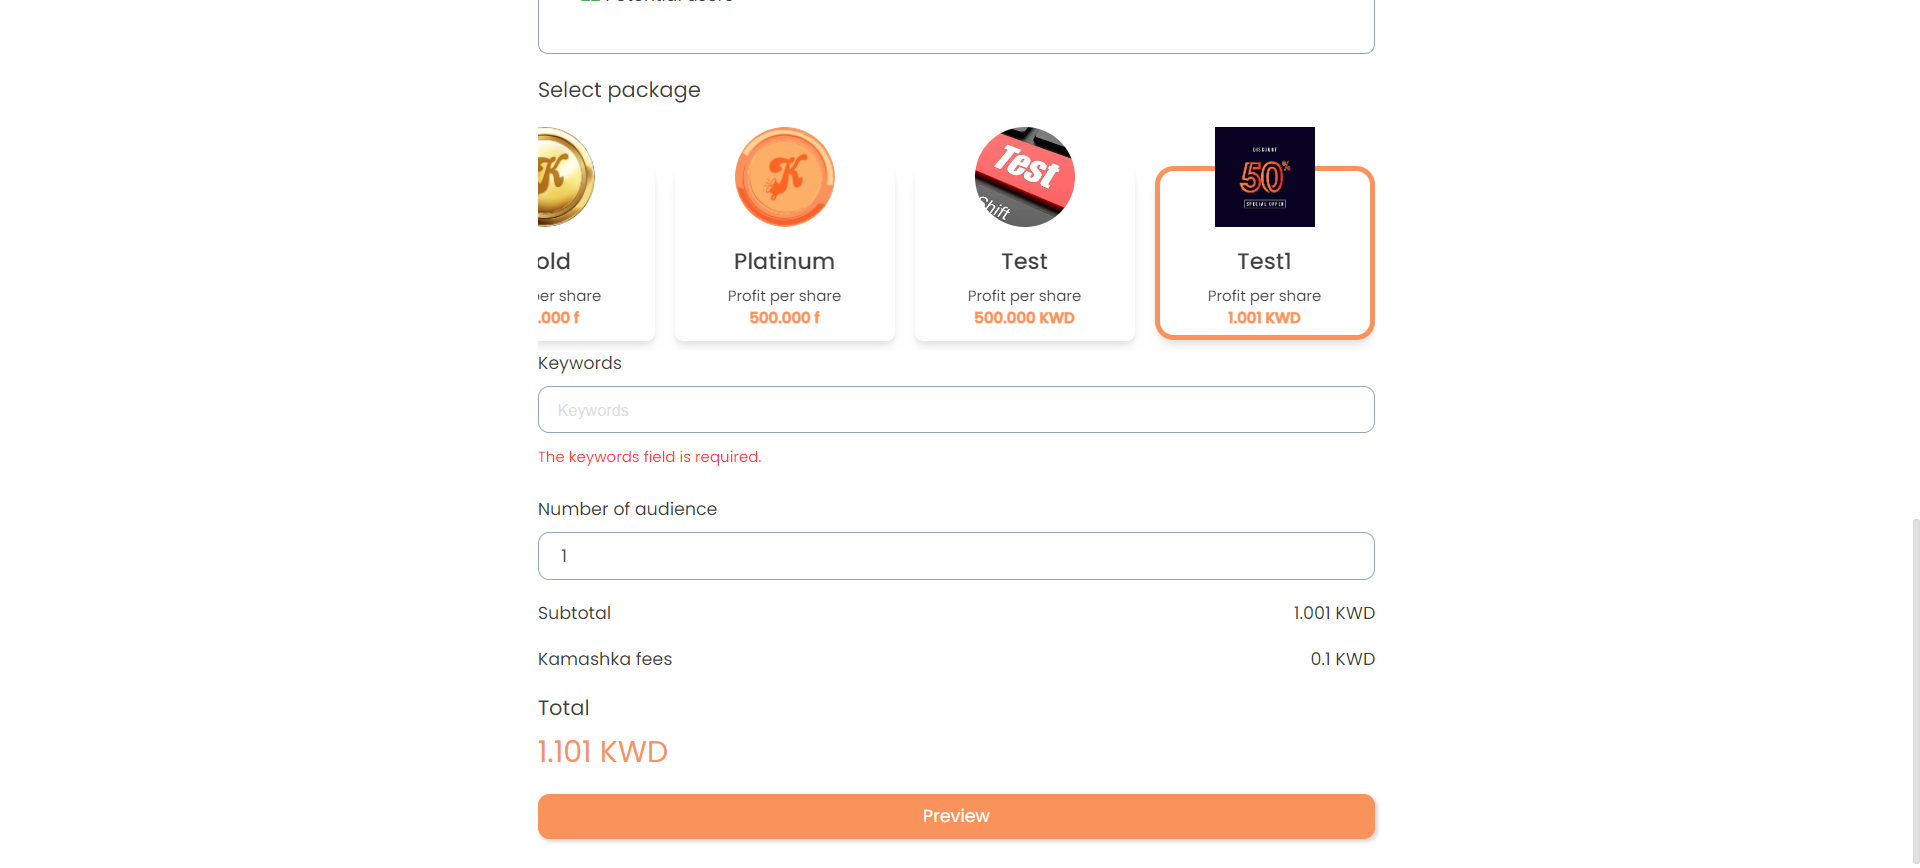 Potential users
Select package
old
er share
.000 f
K
Platinum
Profit per share
500.000 f
Test
Shift
Test
Profit per share
500.000 KWD
DISCOUNT
50%
SPECIAL OFFER
Test1
Profit per share
1.001 KWD
Keywords
Keywords
The keywords field is required.
Number of audience
1
Subtotal 1.001 KWD
Kamashka fees 0.1 KWD
Total
1.101 KWD
Preview